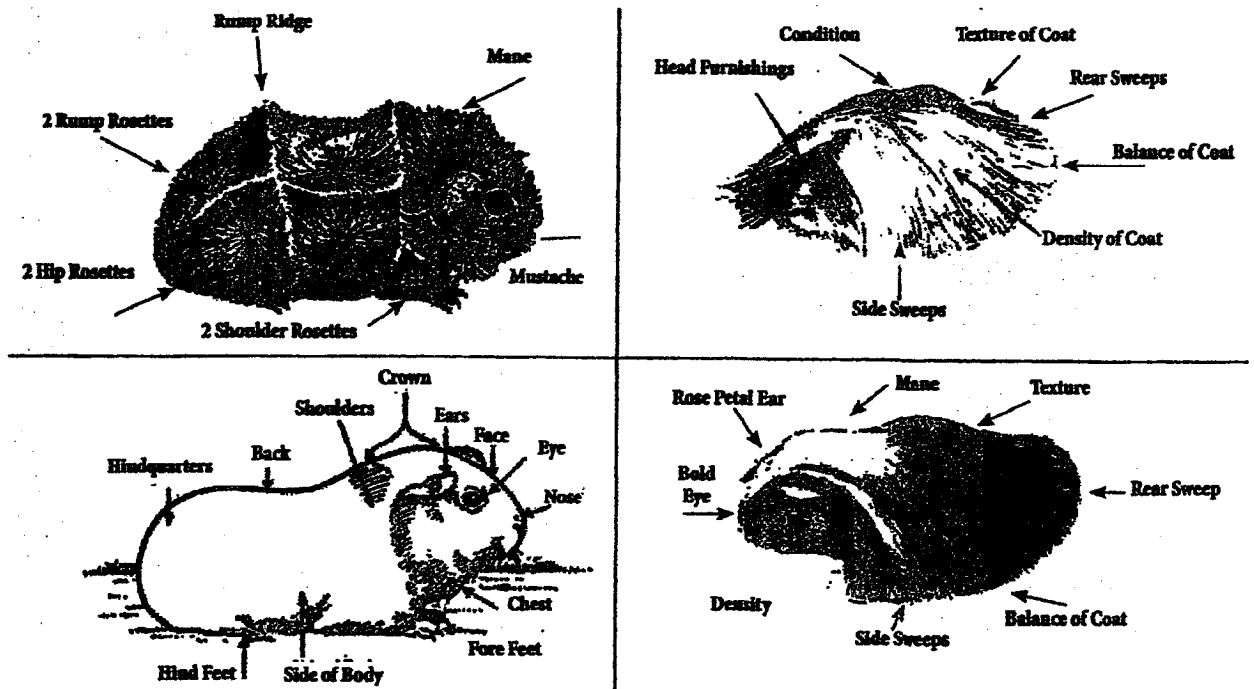 Rump Ridge
Mane
2 Rump Rosettes
2 Hip Rosettes
Mustache
2 Shoulder Rosettes
Condition
Texture of Coat
Head Furnishings
Rear Sweeps
Balance of Coat
Density of Coat
Side Sweeps
Crown
Shoulders
Ears
Face
Back
Eye
Hindquarters
Nose
Chest
Fore Feet
Hind Feet
Side of Body
Mane
Texture
Rose Petal Ear
Bold
Eye
Rear Sweep
Density
Balance of Coat
Side Sweeps